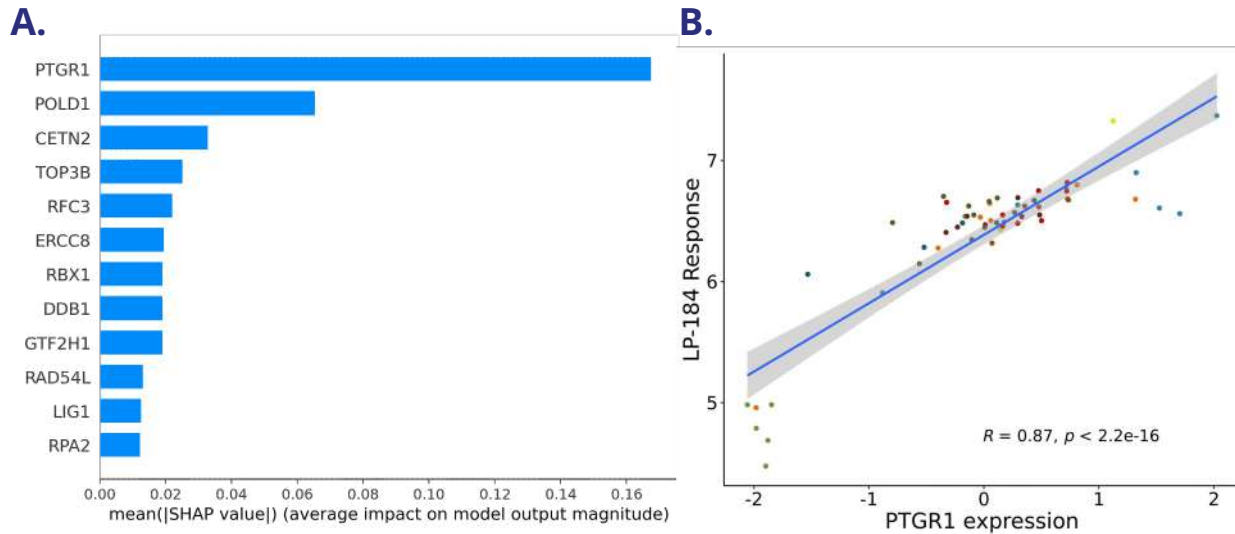 A.
PTGR1
POLD1
CETN2
TOP3B
RFC3
ERCC8
RBX1
DDB1
GTF2H1
RAD54L
LIG1
RPA2
0.00 0.02 0.04 0.06 0.08 0.10 0.12 0.14 0.16
mean(|SHAP value|) (average impact on model output magnitude)
B.
LP-184 Response
7
6
5
R = 0.87, p < 2.2e-16
-2 -1 0 1 2
PTGR1 expression